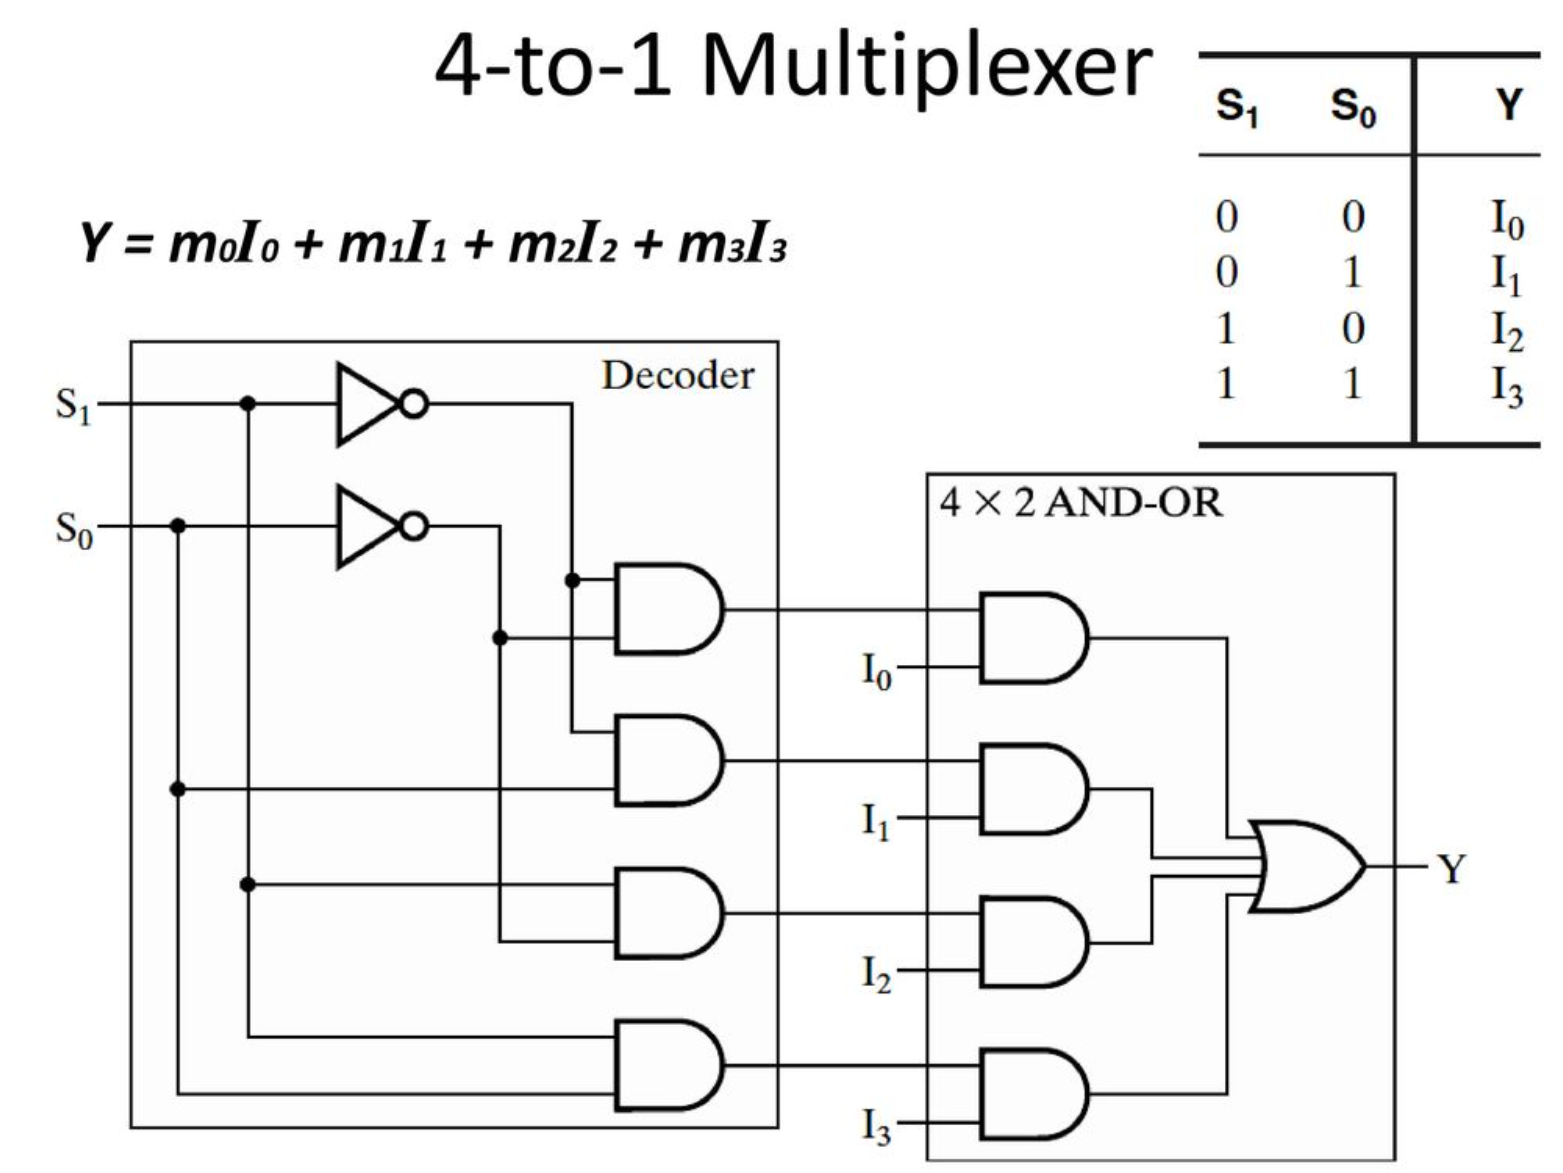 4-to-1 Multiplexer
S₁ S₀ Y
0 0 I₀
0 1 I₁
1 0 I₂
1 1 I₃
Y = m₀I₀ + m₁I₁ + m₂I₂ + m₃I₃
Decoder
S₁
S₀
4 × 2 AND-OR
I₀
I₁
Y
I₂
I₃